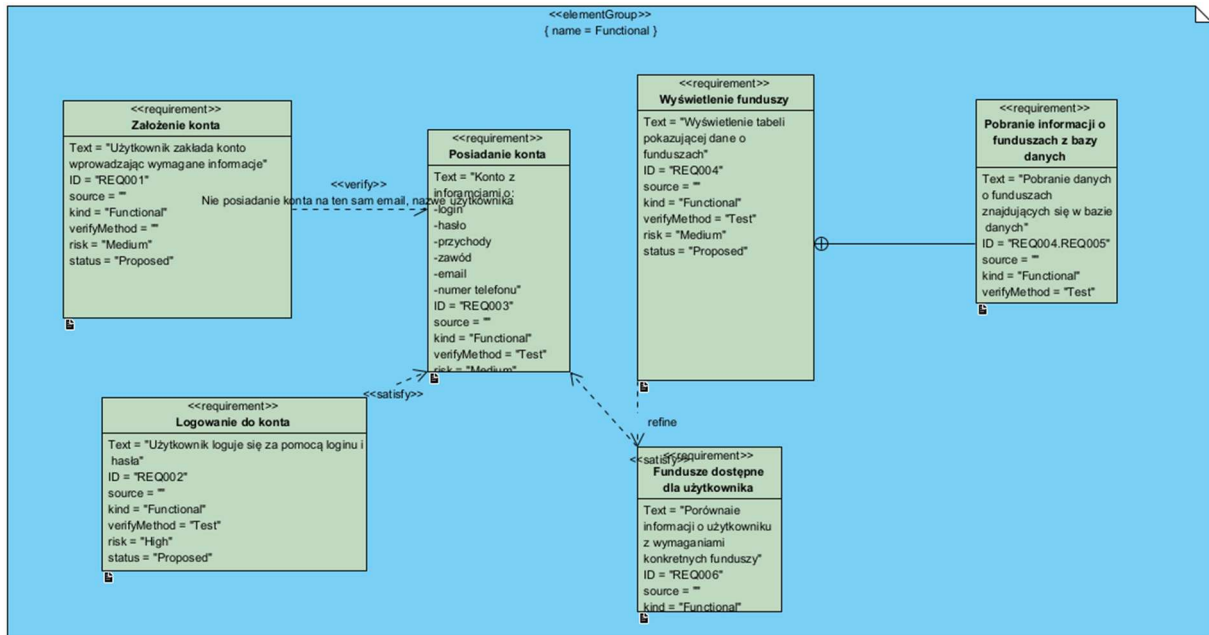 <<elementGroup>>
{ name = Functional }
<<requirement>>
Założenie konta
Text = "Użytkownik zakłada konto
wprowadzając wymagane informacje"
ID = "REQ001"
source = ""
kind = "Functional"
verifyMethod = ""
risk = "Medium"
status = "Proposed"
<<verify>>
Nie posiadanie konta na ten sam email, nazwę użytkownika
<<requirement>>
Posiadanie konta
Text = "Konto z
inforamciami o:
-login
-hasło
-przychody
-zawód
-email
-numer telefonu"
ID = "REQ003"
source = ""
kind = "Functional"
verifyMethod = "Test"
risk = "Medium"
<<requirement>>
Wyświetlenie funduszy
Text = "Wyświetlenie tabeli
pokazującej dane o
funduszach"
ID = "REQ004"
source = ""
kind = "Functional"
verifyMethod = "Test"
risk = "Medium"
status = "Proposed"
<<requirement>>
Pobranie informacji o
funduszach z bazy
danych
Text = "Pobranie danych
o funduszach
znajdujących się w bazie
danych"
ID = "REQ004.REQ005"
source = ""
kind = "Functional"
verifyMethod = "Test"
<<satisfy>>
<<requirement>>
Logowanie do konta
Text = "Użytkownik loguje się za pomocą loginu i
hasła"
ID = "REQ002"
source = ""
kind = "Functional"
verifyMethod = "Test"
risk = "High"
status = "Proposed"
refine
<<satisfy>>
<<requirement>>
Fundusze dostępne
dla użytkownika
Text = "Porównaie
informacji o użytkowniku
z wymaganiami
konkretnych funduszy"
ID = "REQ006"
source = ""
kind = "Functional"